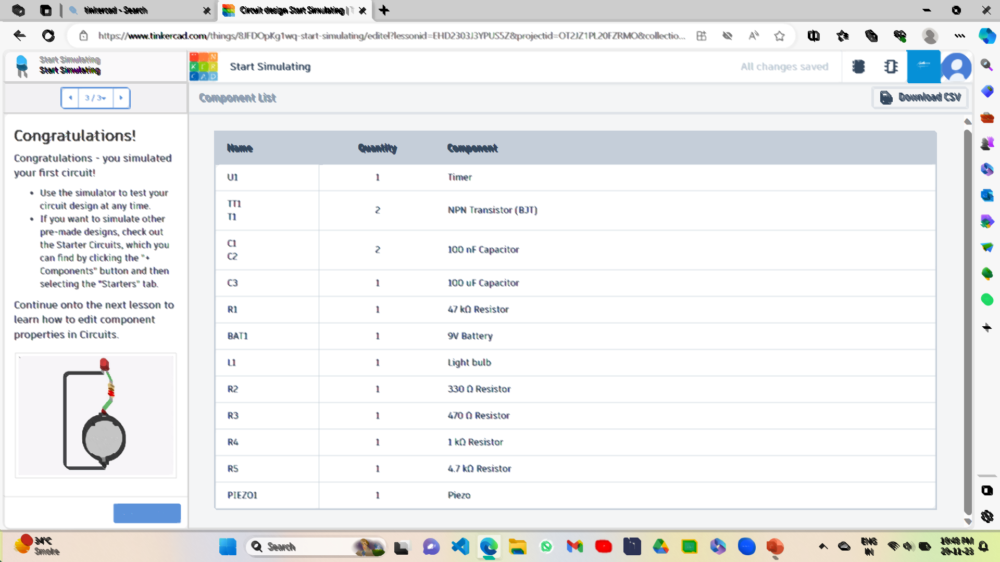 tinkercad - Search
Circuit design Start Simulating | T
https://www.tinkercad.com/things/8JFDOpKg1wq-start-simulating/editel?lessonid=EHD2303J3YPUS5Z&projectid=OT2JZ1PL20FZRMO&collectio...
Start Simulating
Start Simulating
Start Simulating
All changes saved
3 / 3
Component List
Download CSV
Congratulations!
Congratulations - you simulated
your first circuit!
• Use the simulator to test your
circuit design at any time.
• If you want to simulate other
pre-made designs, check out
the Starter Circuits, which you
can find by clicking the "+
Components" button and then
selecting the "Starters" tab.
Continue onto the next lesson to
learn how to edit component
properties in Circuits.
Name Quantity Component
U1 1 Timer
TT1
T1
2 NPN Transistor (BJT)
C1
C2
2 100 nF Capacitor
C3 1 100 uF Capacitor
R1 1 47 kΩ Resistor
BAT1 1 9V Battery
L1 1 Light bulb
R2 1 330 Ω Resistor
R3 1 470 Ω Resistor
R4 1 1 kΩ Resistor
R5 1 4.7 kΩ Resistor
PIEZO1 1 Piezo
34°C
Smoke
Search
ENG
IN
10:48 PM
20-11-23